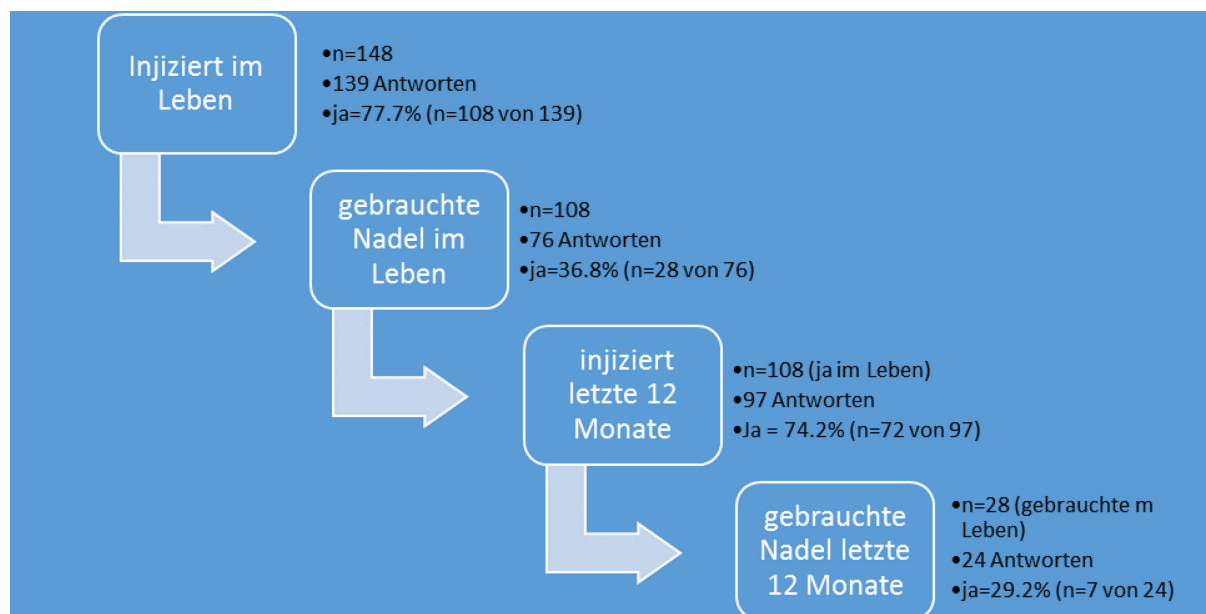 Injiziert im
Leben
•n=148
•139 Antworten
•ja=77.7% (n=108 von 139)
gebrauchte
Nadel im
Leben
•n=108
•76 Antworten
•ja=36.8% (n=28 von 76)
injiziert
letzte 12
Monate
•n=108 (ja im Leben)
•97 Antworten
•Ja = 74.2% (n=72 von 97)
gebrauchte
Nadel letzte
12 Monate
•n=28 (gebrauchte m
Leben)
•24 Antworten
•ja=29.2% (n=7 von 24)